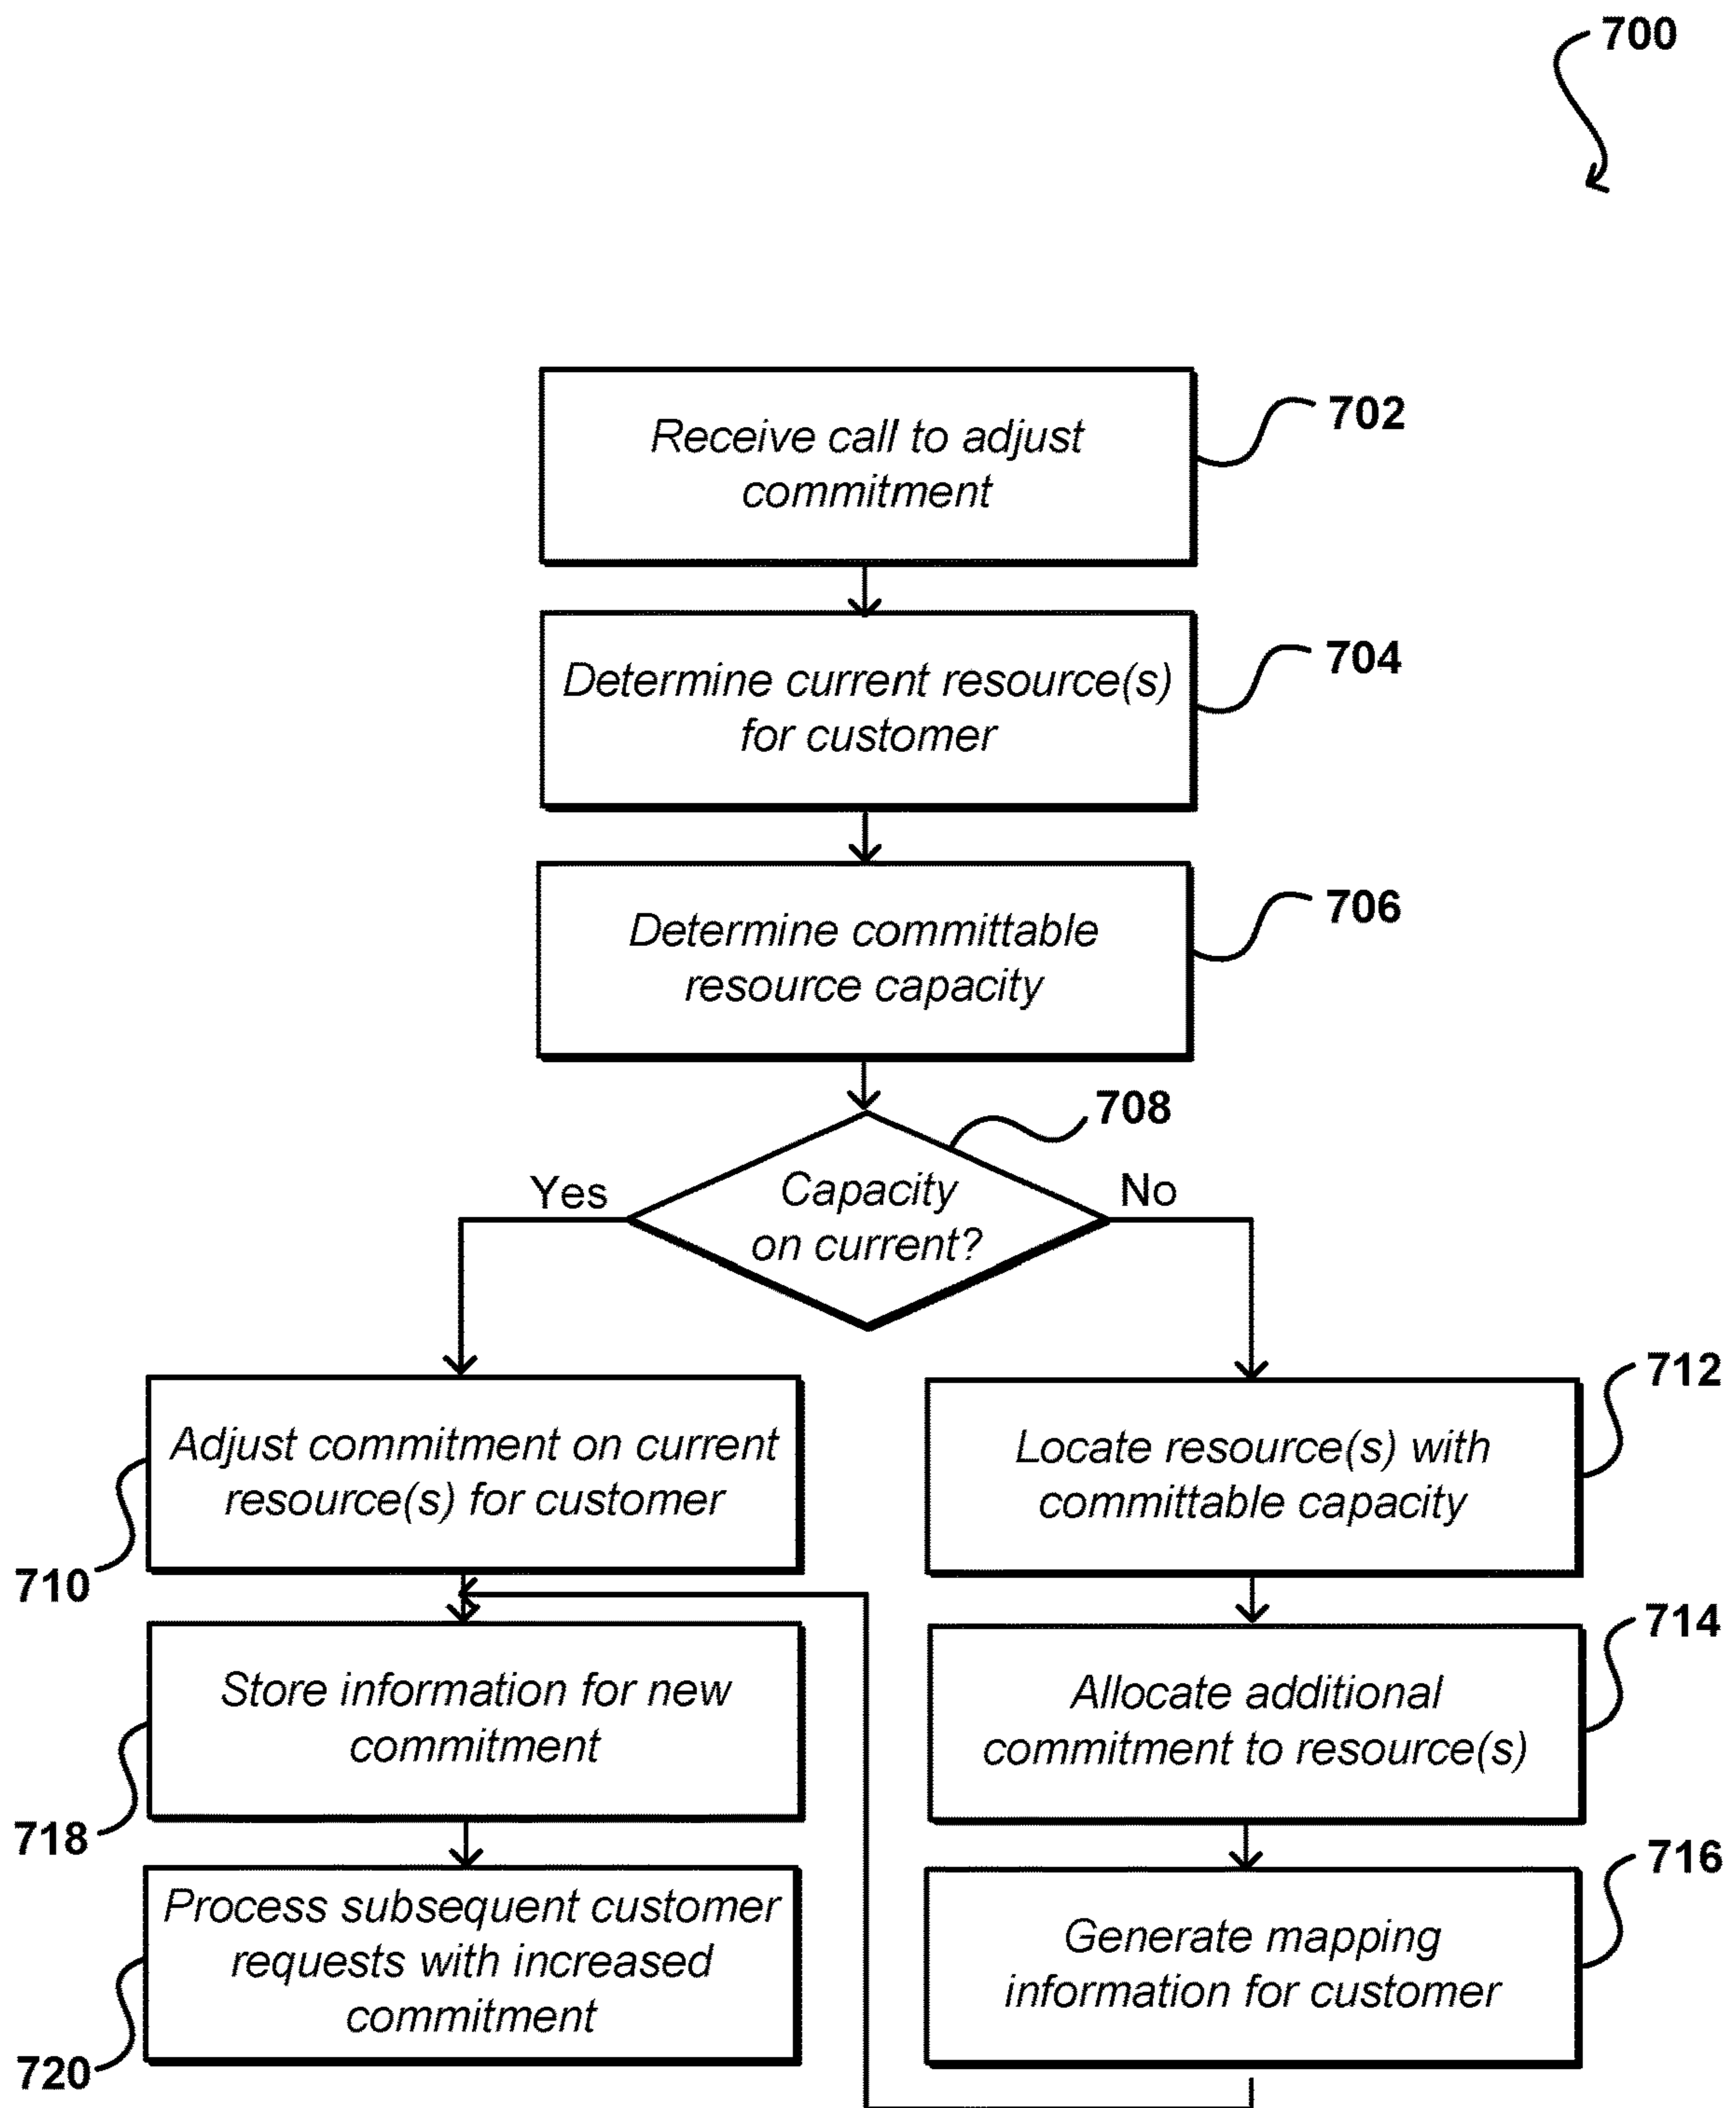 700
Receive call to adjust
commitment
702
Determine current resource(s)
for customer
704
Determine committable
resource capacity
706
708
Yes
Capacity
on current?
No
Adjust commitment on current
resource(s) for customer
710
Locate resource(s) with
committable capacity
712
Store information for new
commitment
718
Allocate additional
commitment to resource(s)
714
Process subsequent customer
requests with increased
commitment
720
Generate mapping
information for customer
716